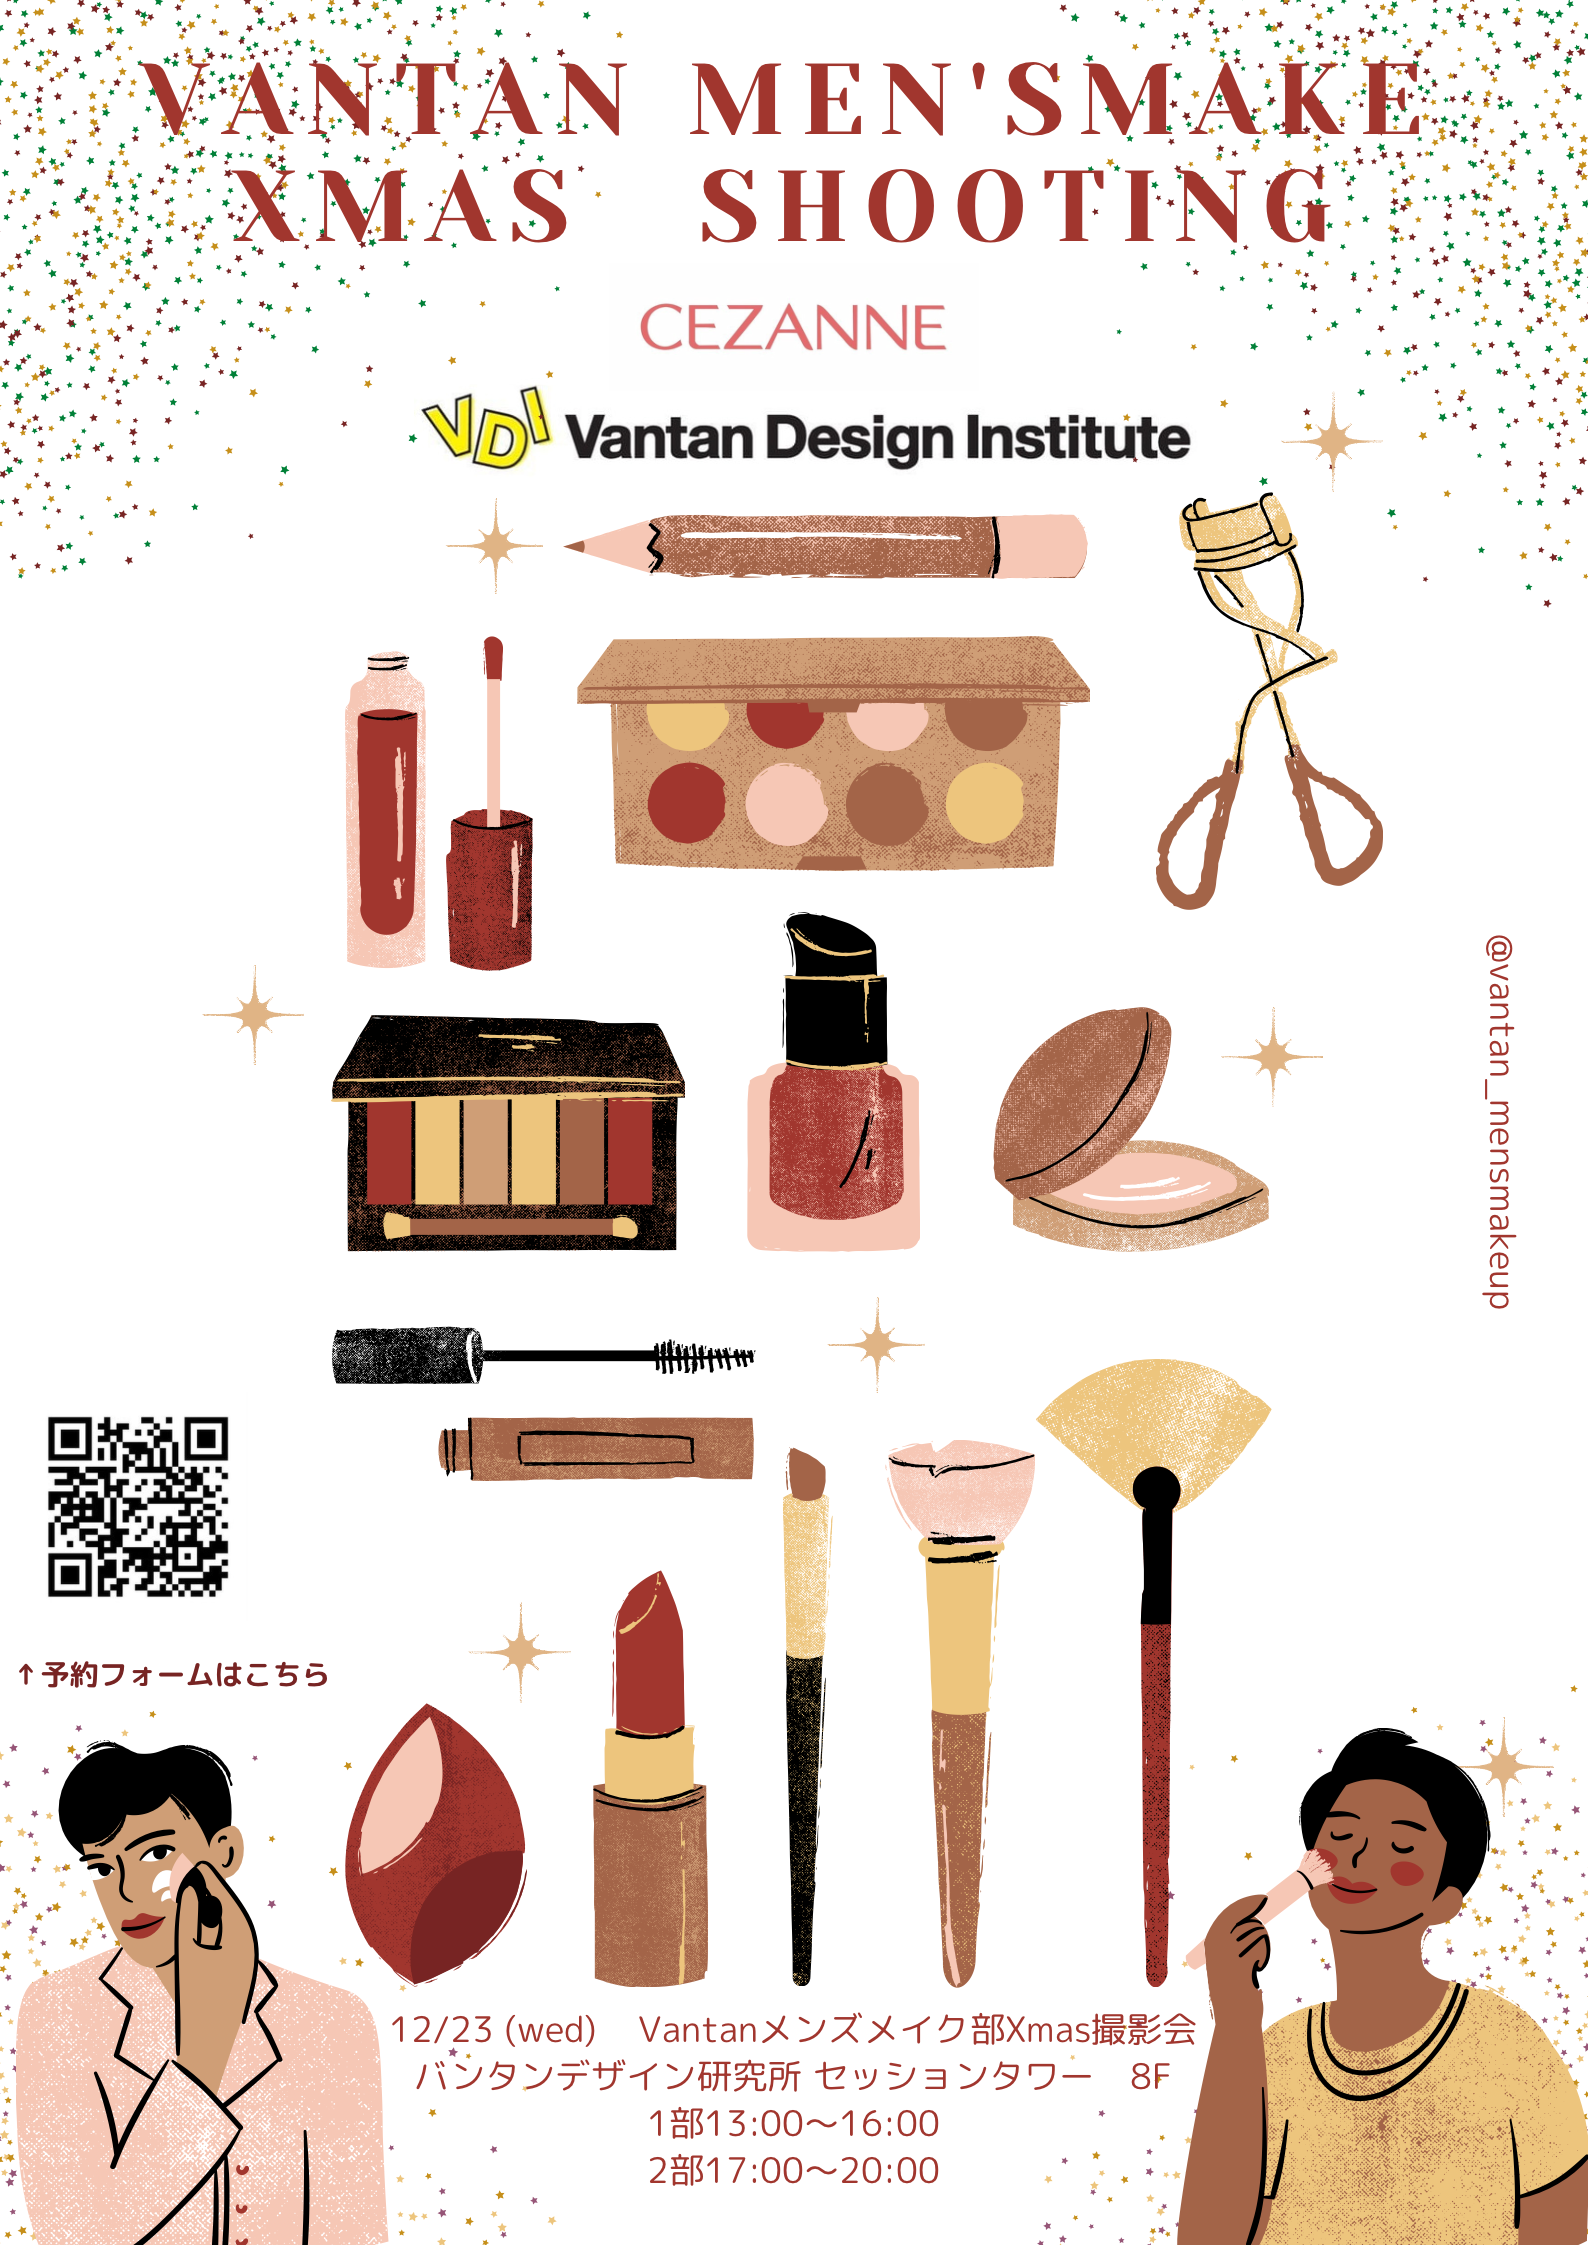 VANTAN MEN'SMAKE
XMAS SHOOTING
CEZANNE
VDI Vantan Design Institute
@vantan_mensmakeup
↑予約フォームはこちら
12/23 (wed) Vantanメンズメイク部Xmas撮影会
バンタンデザイン研究所 セッションタワー 8F
1部13:00〜16:00
2部17:00〜20:00